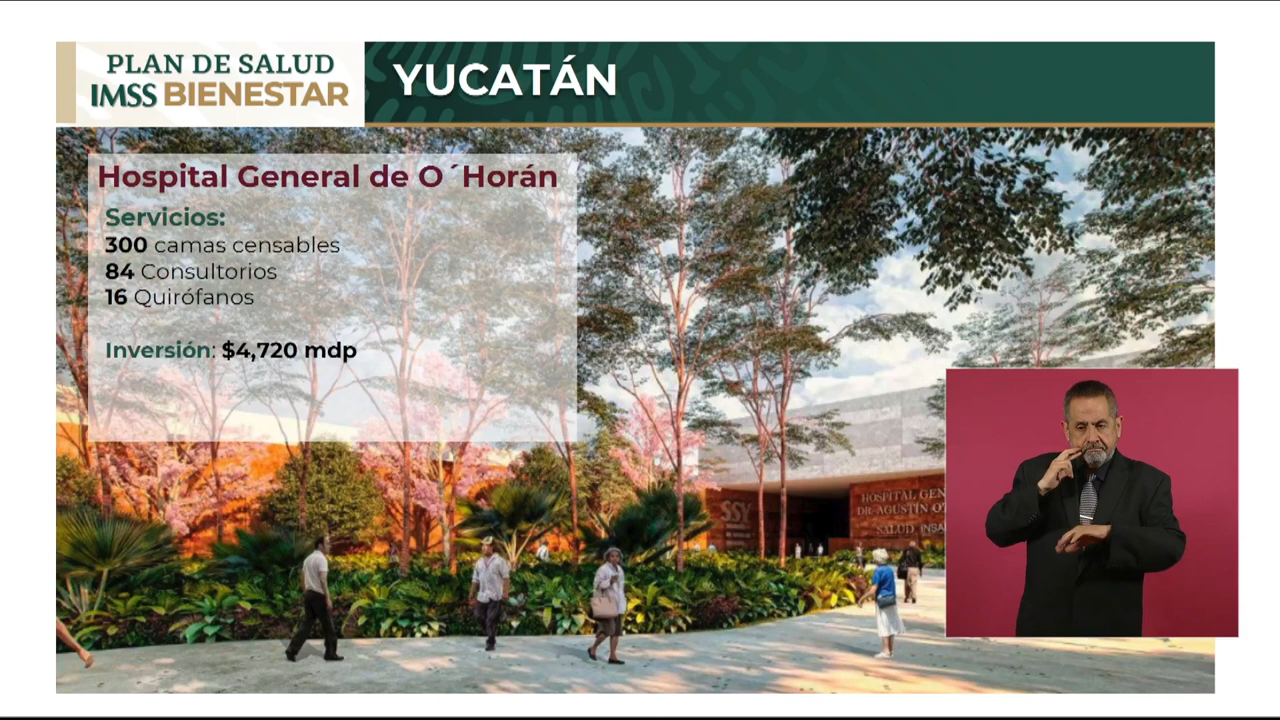 PLAN DE SALUD
IMSS BIENESTAR
YUCATÁN
Hospital General de O´Horán
Servicios:
300 camas censables
84 Consultorios
16 Quirófanos
Inversión: $4,720 mdp
SSY
HOSPITAL GEN
DR. AGUSTÍN O
SALUD, INSA